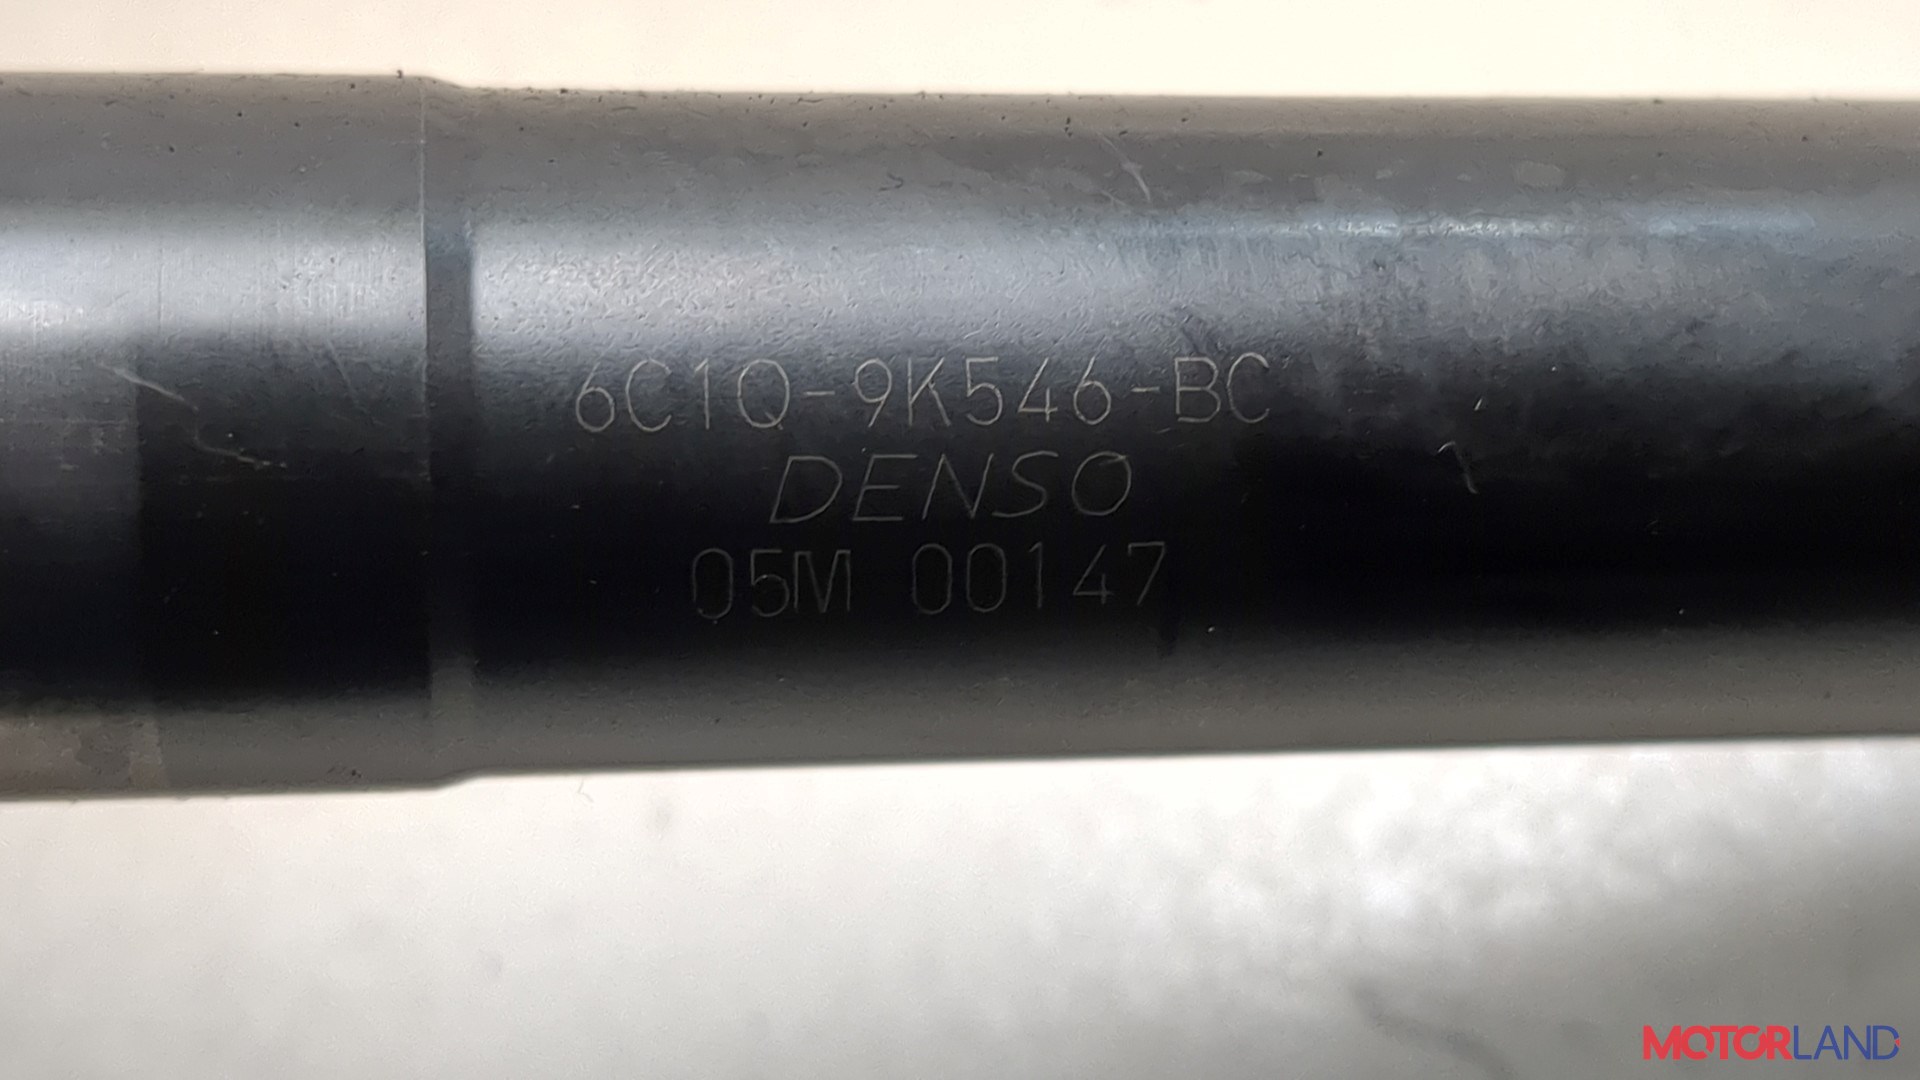 6C1Q-9K546-BC
DENSO
05M 00147
MOTORLAND